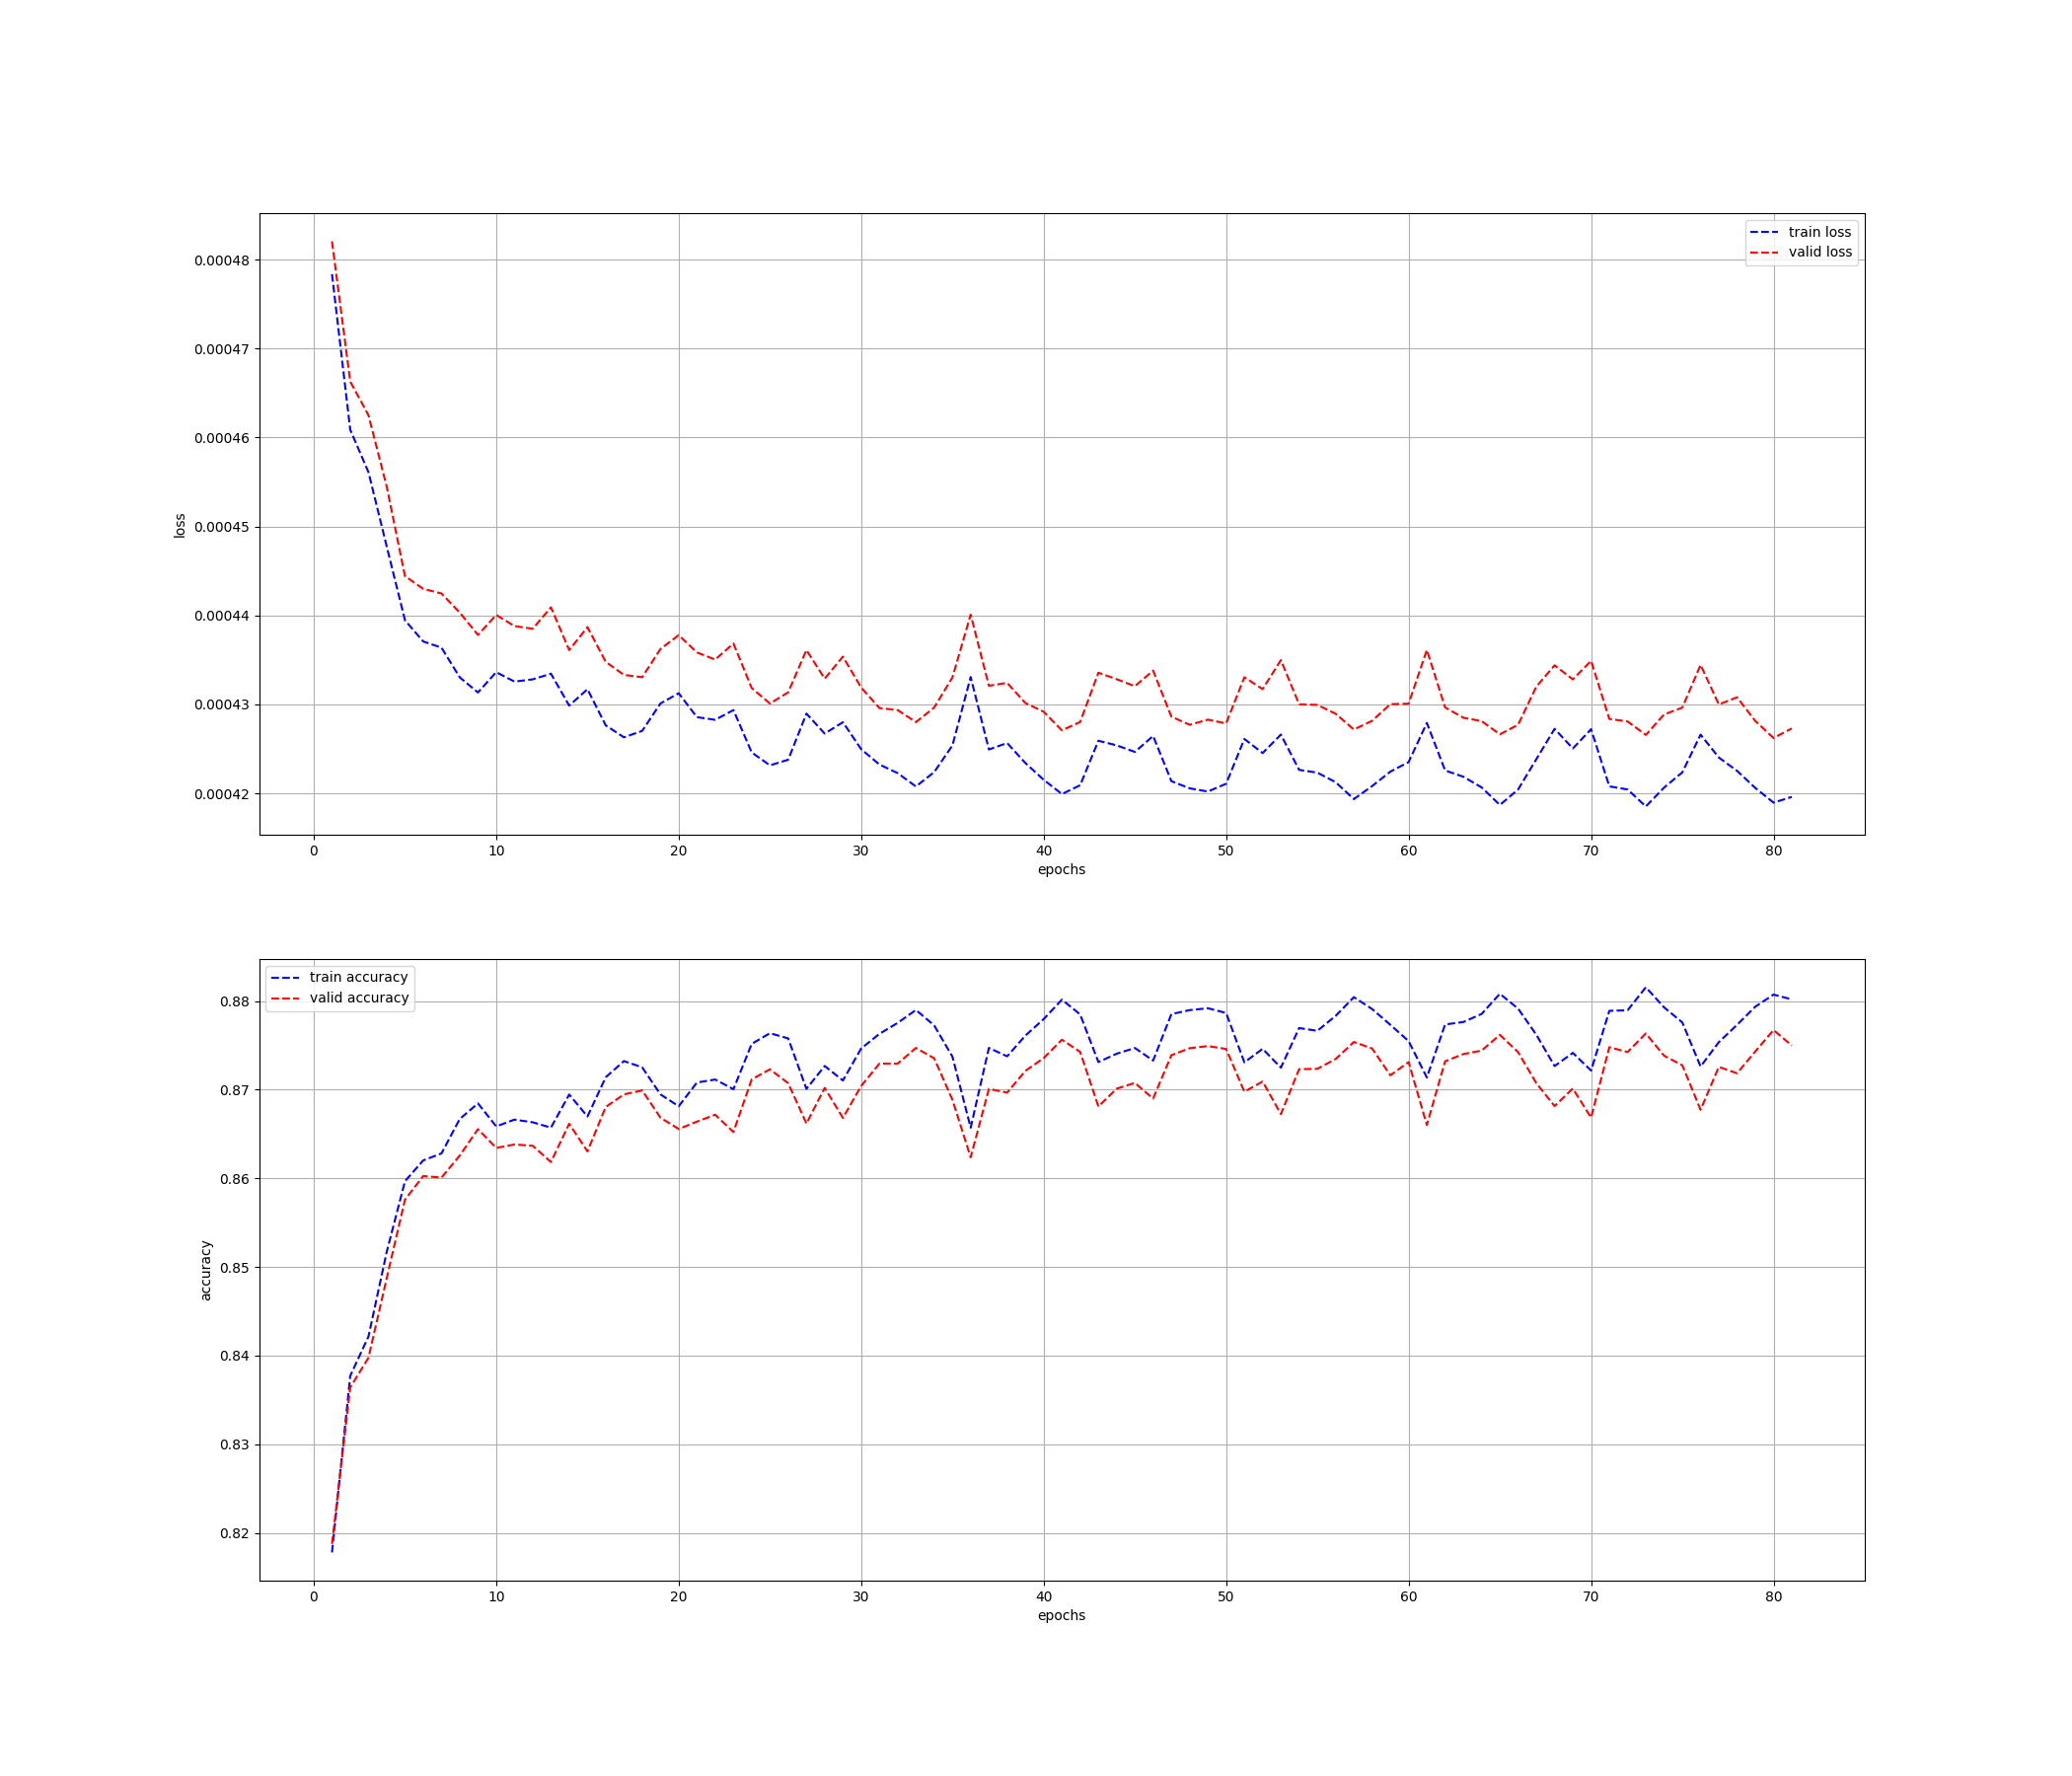 train loss
valid loss
0.00048
0.00047
0.00046
0.00045
0.00044
0.00043
0.00042
loss
0 10 20 30 40 50 60 70 80
epochs
train accuracy
valid accuracy
0.88
0.87
0.86
0.85
0.84
0.83
0.82
accuracy
0 10 20 30 40 50 60 70 80
epochs